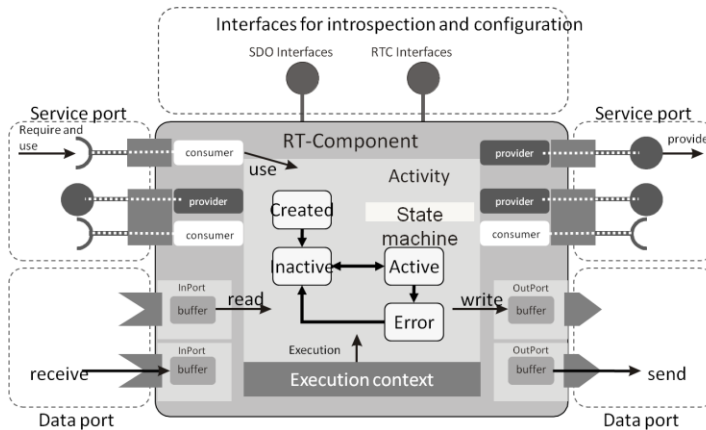 Interfaces for introspection and configuration
SDO Interfaces
RTC Interfaces
Service port
Require and
use
RT-Component
Service port
consumer
use
provider
provide
Activity
provider
Created
State
machine
provider
consumer
consumer
Inactive
Active
InPort
buffer
read
Error
write
OutPort
buffer
Execution
InPort
buffer
receive
Execution context
OutPort
buffer
send
Data port
Data port